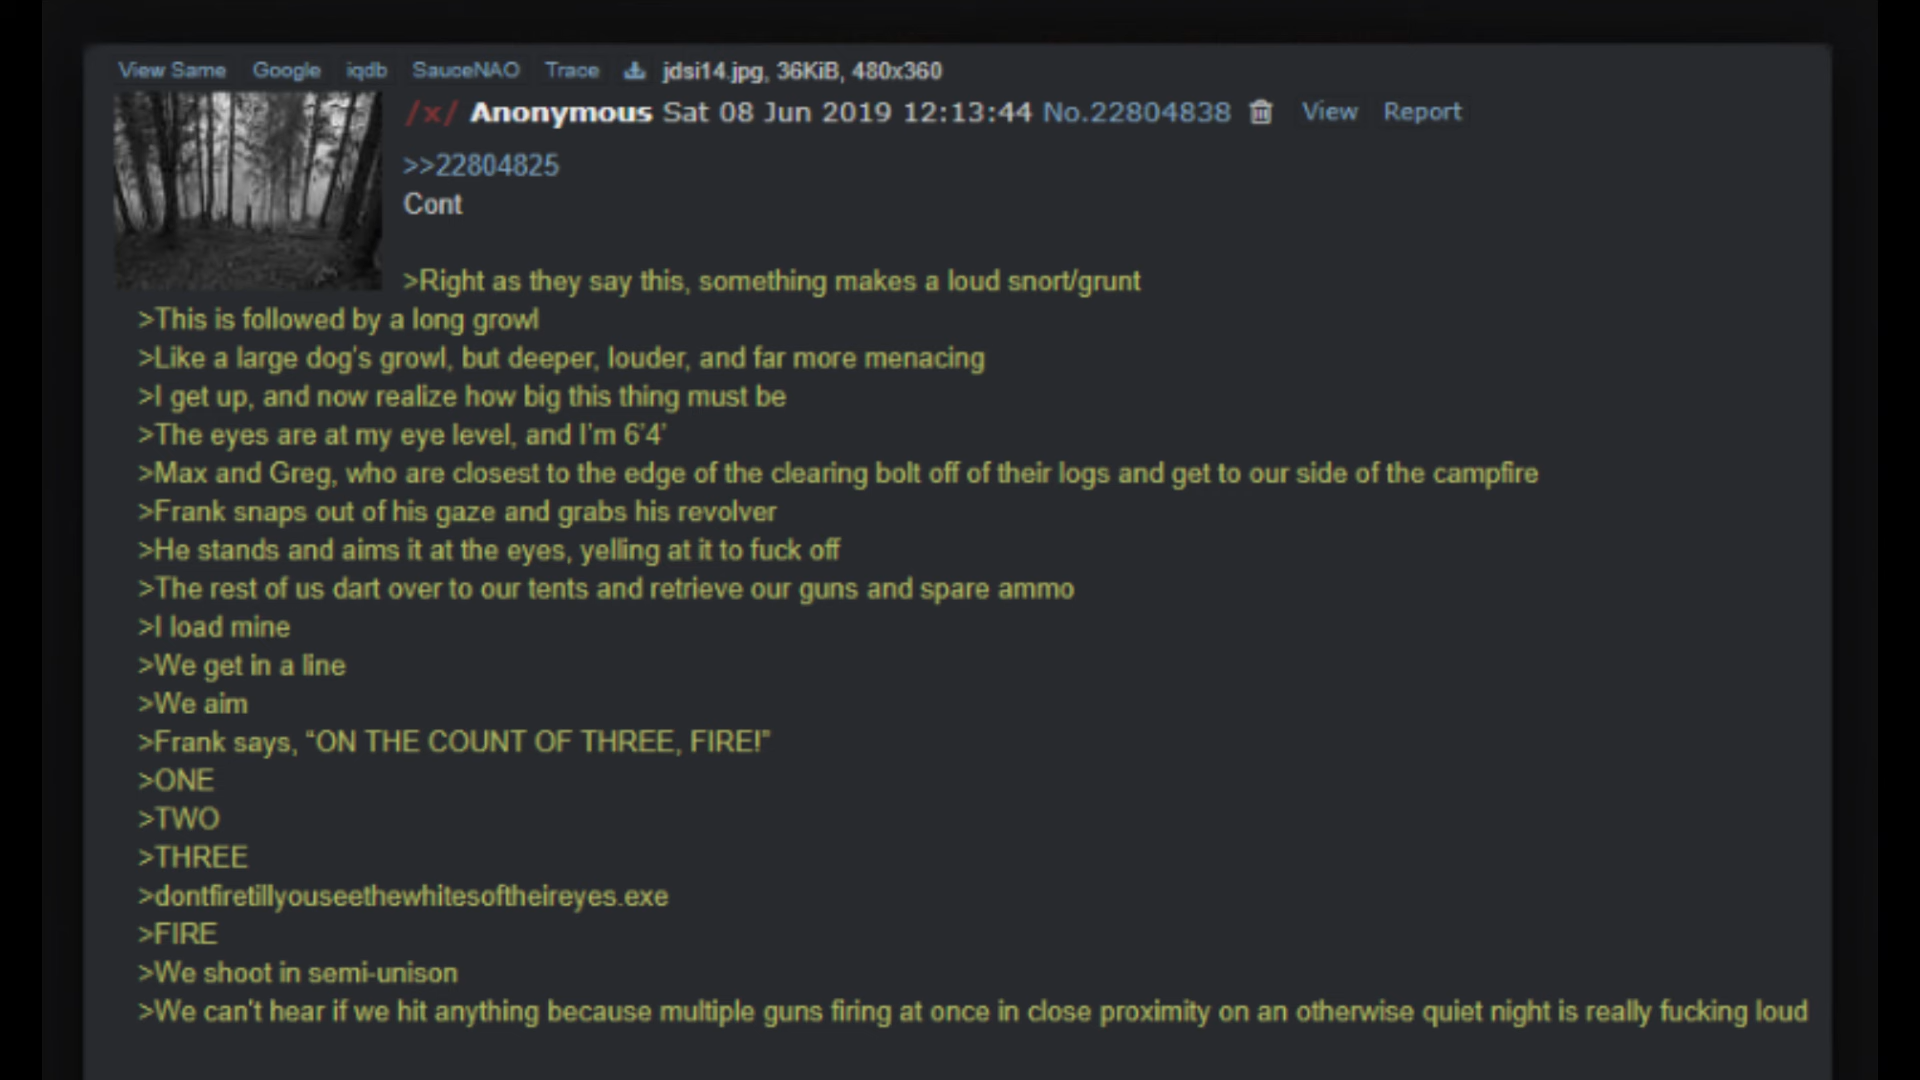 View Same Google iqdb SauceNAO Trace jdsi14.jpg, 36KiB, 480x360
/x/ Anonymous Sat 08 Jun 2019 12:13:44 No.22804838 View Report
>>22804825
Cont
>Right as they say this, something makes a loud snort/grunt
>This is followed by a long growl
>Like a large dog's growl, but deeper, louder, and far more menacing
>I get up, and now realize how big this thing must be
>The eyes are at my eye level, and I'm 6'4'
>Max and Greg, who are closest to the edge of the clearing bolt off of their logs and get to our side of the campfire
>Frank snaps out of his gaze and grabs his revolver
>He stands and aims it at the eyes, yelling at it to fuck off
>The rest of us dart over to our tents and retrieve our guns and spare ammo
>I load mine
>We get in a line
>We aim
>Frank says, “ON THE COUNT OF THREE, FIRE!”
>ONE
>TWO
>THREE
>dontfiretillyouseethewhitesoftheireyes.exe
>FIRE
>We shoot in semi-unison
>We can't hear if we hit anything because multiple guns firing at once in close proximity on an otherwise quiet night is really fucking loud